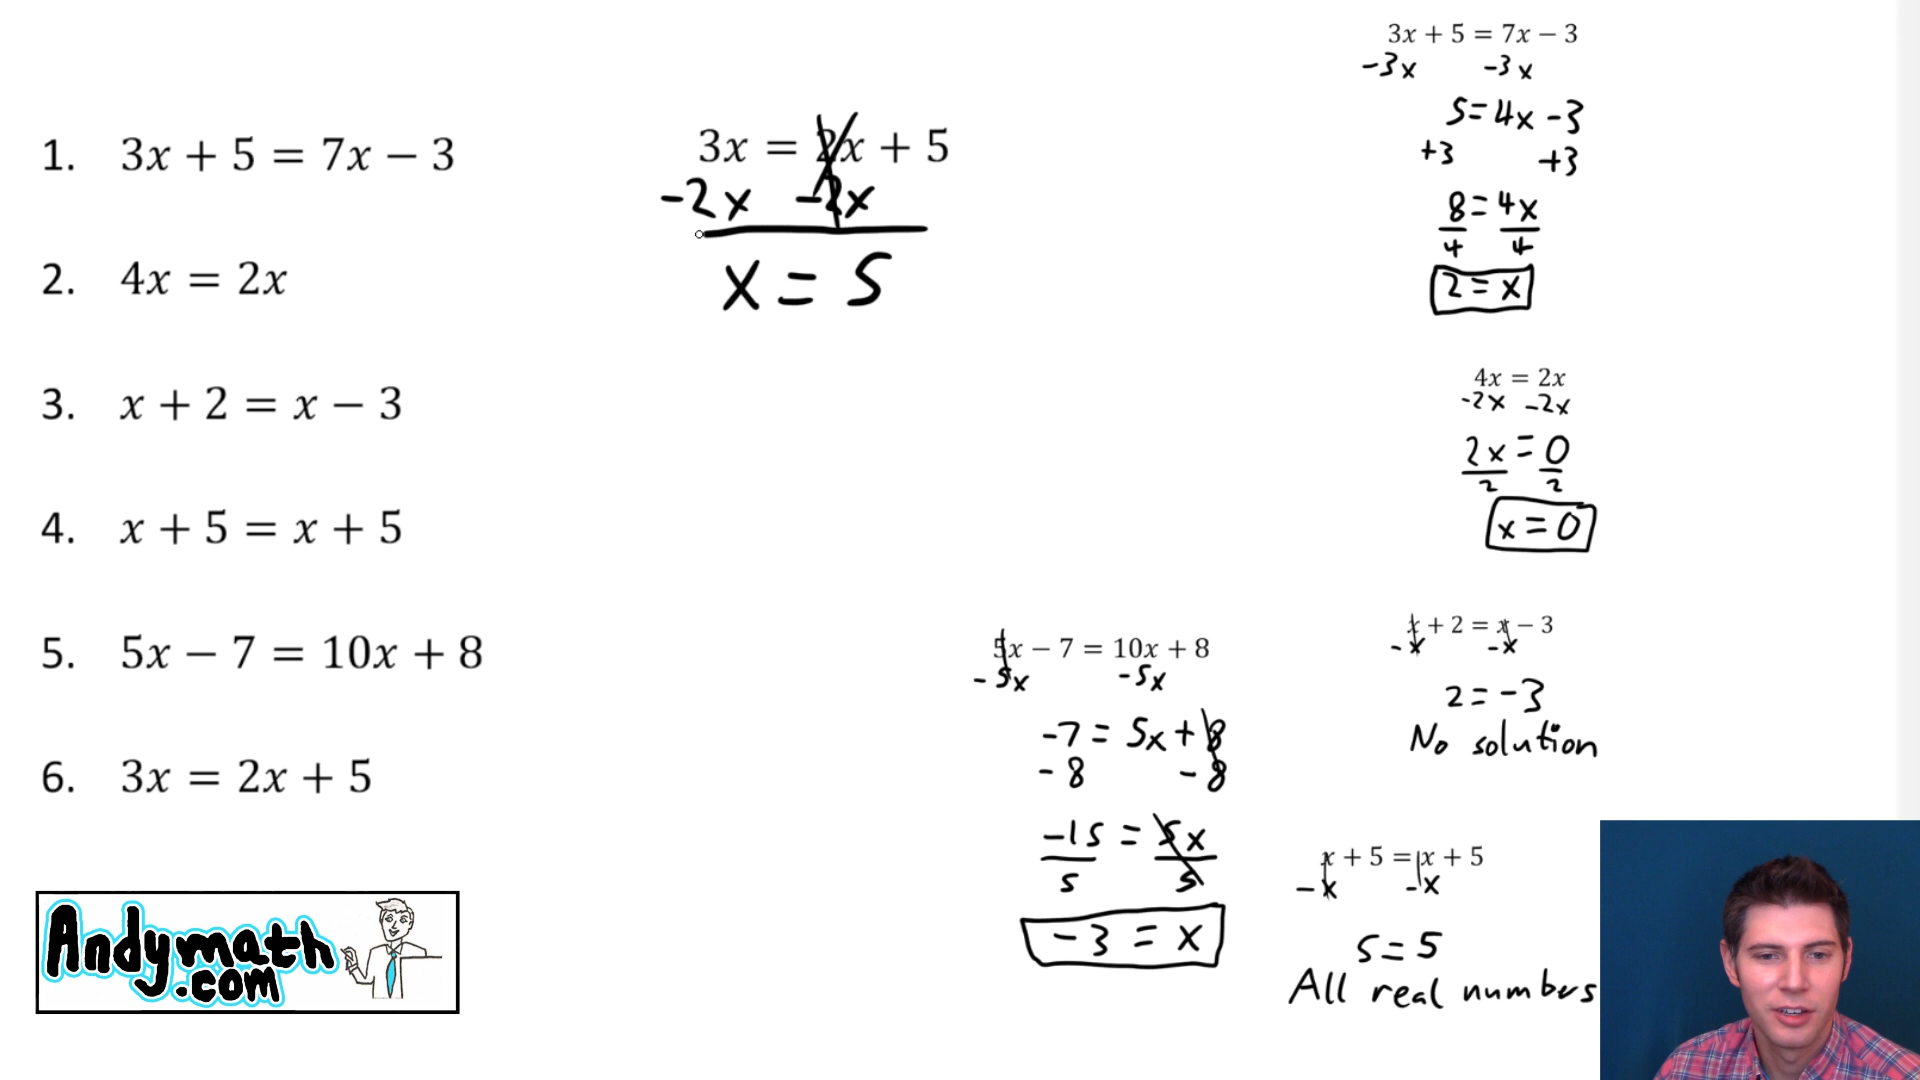 1. 3x + 5 = 7x − 3
2. 4x = 2x
3. x + 2 = x − 3
4. x + 5 = x + 5
5. 5x − 7 = 10x + 8
6. 3x = 2x + 5
Andymath
.com
3x = 2x + 5
-2x -2x
x = 5
5x − 7 = 10x + 8
-5x -5x
-7 = 5x + 8
-8 -8
-15 = 5x
5 5
-3 = x
3x + 5 = 7x − 3
-3x -3x
5 = 4x - 3
+3 +3
8 = 4x
4 4
2 = x
4x = 2x
-2x -2x
2x = 0
2 2
x = 0
x + 2 = x − 3
-x -x
2 = -3
No solution
x + 5 = x + 5
-x -x
5 = 5
All real numbers